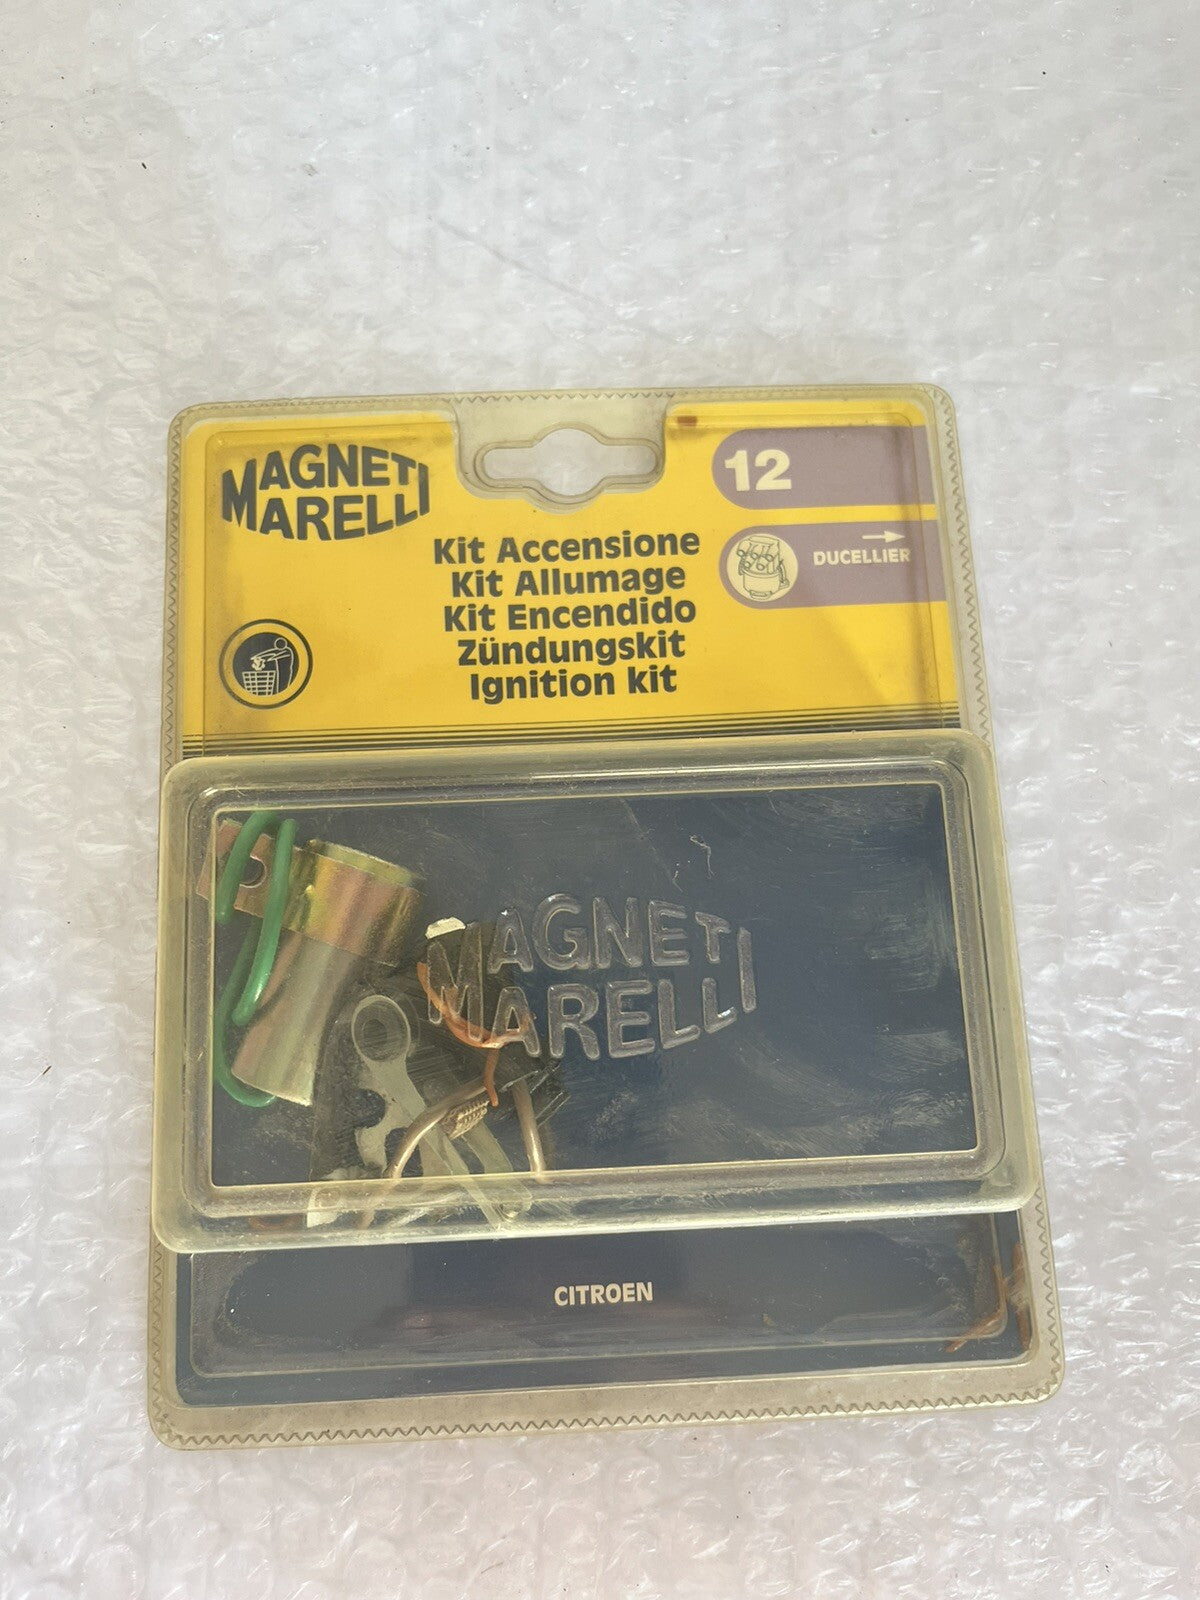 MAGNETI
MARELLI
12
DUCELLIER
Kit Accensione
Kit Allumage
Kit Encendido
Zündungskit
Ignition kit
MAGNETI
MARELLI
CITROEN